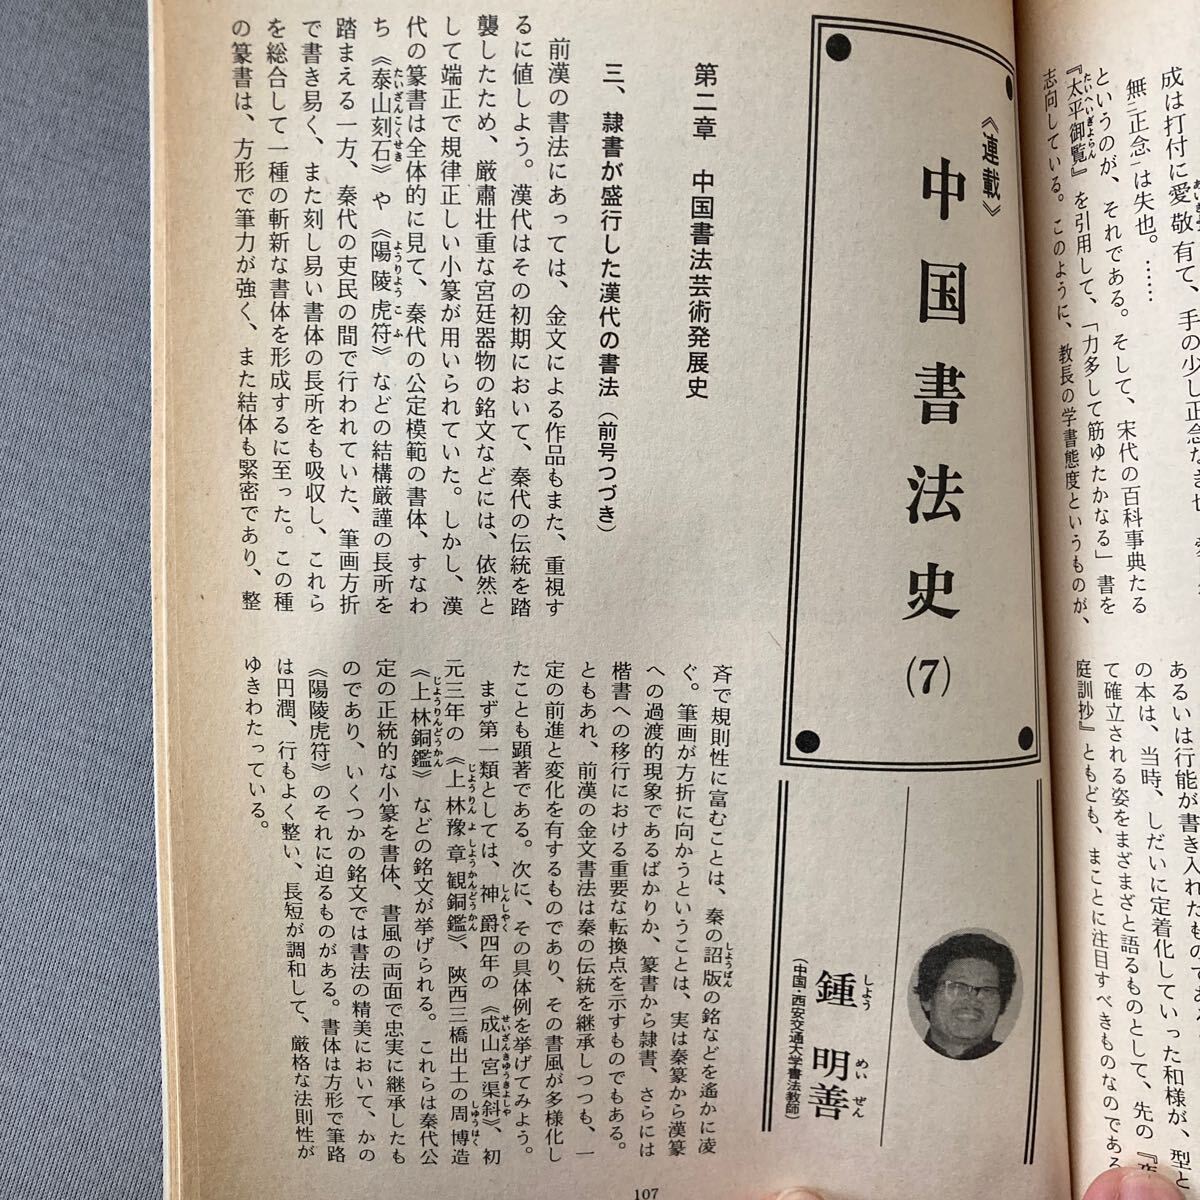 成は打付に愛敬有て、手の少し正念なき也
無㆓正念㆒は失也。……
というのが、それである。そして、宋代の百科事典たる
『太平御覧』を引用して、「力多して筋ゆたかなる」書を
志向している。このように、教長の学書態度というものが、
あるいは行能が書き入れたものであ
の本は、当時、しだいに定着化していった和様が、型と
て確立される姿をまざまざと語るものとして、先の『夜
庭訓抄』ともども、まことに注目すべきものなのである
《連載》
中国書法史(7)
鍾明善
しよう めい ぜん
(中国・西安交通大学書法教師)
第二章 中国書法芸術発展史
三、隷書が盛行した漢代の書法(前号つづき)
前漢の書法にあっては、金文による作品もまた、重視す
るに値しよう。漢代はその初期において、秦代の伝統を踏
襲したため、厳粛壮重な宮廷器物の銘文などには、依然と
して端正で規律正しい小篆が用いられていた。しかし、漢
代の篆書は全体的に見て、秦代の公定模範の書体、すなわ
ち《泰山刻石》や《陽陵虎符》などの結構厳謹の長所を
踏まえる一方、秦代の吏民の間で行われていた、筆画方折
で書き易く、また刻し易い書体の長所をも吸収し、これら
を総合して一種の斬新な書体を形成するに至った。この種
の篆書は、方形で筆力が強く、また結体も緊密であり、整
斉で規則性に富むことは、秦の詔版の銘などを遙かに凌
ぐ。筆画が方折に向かうということは、実は秦篆から漢篆
への過渡的現象であるばかりか、篆書から隷書、さらには
楷書への移行における重要な転換点を示すものでもある。
ともあれ、前漢の金文書法は秦の伝統を継承しつつも、一
定の前進と変化を有するものであり、その書風が多様化し
たことも顕著である。次に、その具体例を挙げてみよう。
まず第一類としては、神爵四年の《成山宮渠斜》、初
元三年の《上林豫章観銅鑑》、陝西三橋出土の周博造
《上林銅鑑》などの銘文が挙げられる。これらは秦代公
定の正統的な小篆を書体、書風の両面で忠実に継承したも
のであり、いくつかの銘文では書法の精美において、かの
《陽陵虎符》のそれに迫るものがある。書体は方形で筆路
は円潤、行もよく整い、長短が調和して、厳格な法則性が
ゆきわたっている。
107